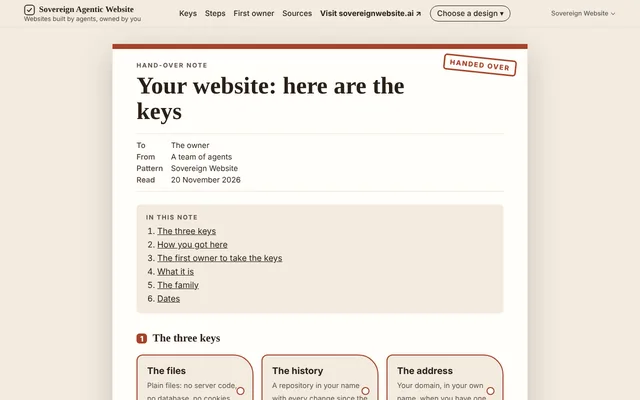 Sovereign Agentic Website
Websites built by agents, owned by you
Keys Steps First owner Sources Visit sovereignwebsite.ai ↗ Choose a design ▾ Sovereign Website
HAND-OVER NOTE
HANDED OVER
Your website: here are the
keys
To The owner
From A team of agents
Pattern Sovereign Website
Read 20 November 2026
IN THIS NOTE
1. The three keys
2. How you got here
3. The first owner to take the keys
4. What it is
5. The family
6. Dates
1 The three keys
The files
Plain files: no server code,
no database, no cookies
The history
A repository in your name
with every change since the
The address
Your domain, in your own
name, when you have one